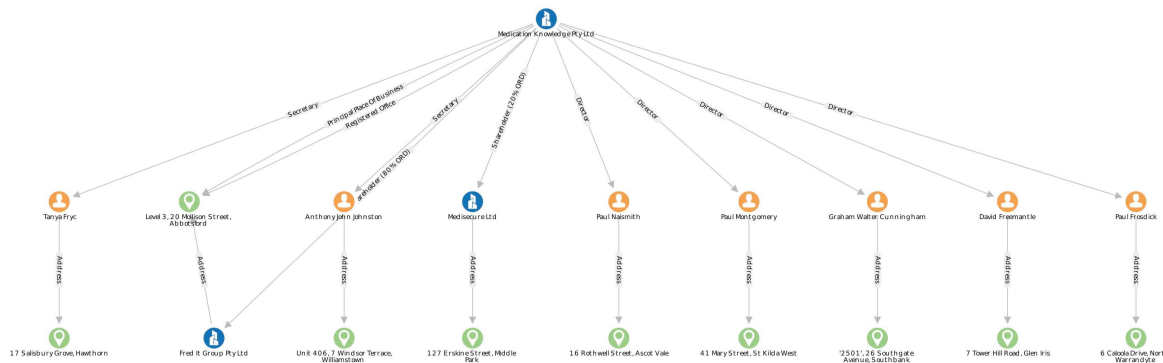 Medication Knowledge Pty Ltd
Secretary
Principal Place Of Business
Registered Office
Secretary
Shareholder (20% ORD)
Director
Director
Director
Director
Director
areholder (80% ORD)
Tanya Fryc
Level 3, 20 Mollison Street,
Abbotsford
Anthony John Johnston
Medisecure Ltd
Paul Naismith
Paul Montgomery
Graham Walter Cunningham
David Freemantle
Paul Frosdick
Address
Address
Address
Address
Address
Address
Address
Address
Address
17 Salisbury Grove, Hawthorn
Fred It Group Pty Ltd
Unit 406, 7 Windsor Terrace,
Williamstown
127 Erskine Street, Middle
Park
16 Rothwell Street, Ascot Vale
41 Mary Street, St Kilda West
'2501', 26 Southgate
Avenue, Southbank
7 Tower Hill Road, Glen Iris
6 Caloola Drive, Nort
Warrandyte